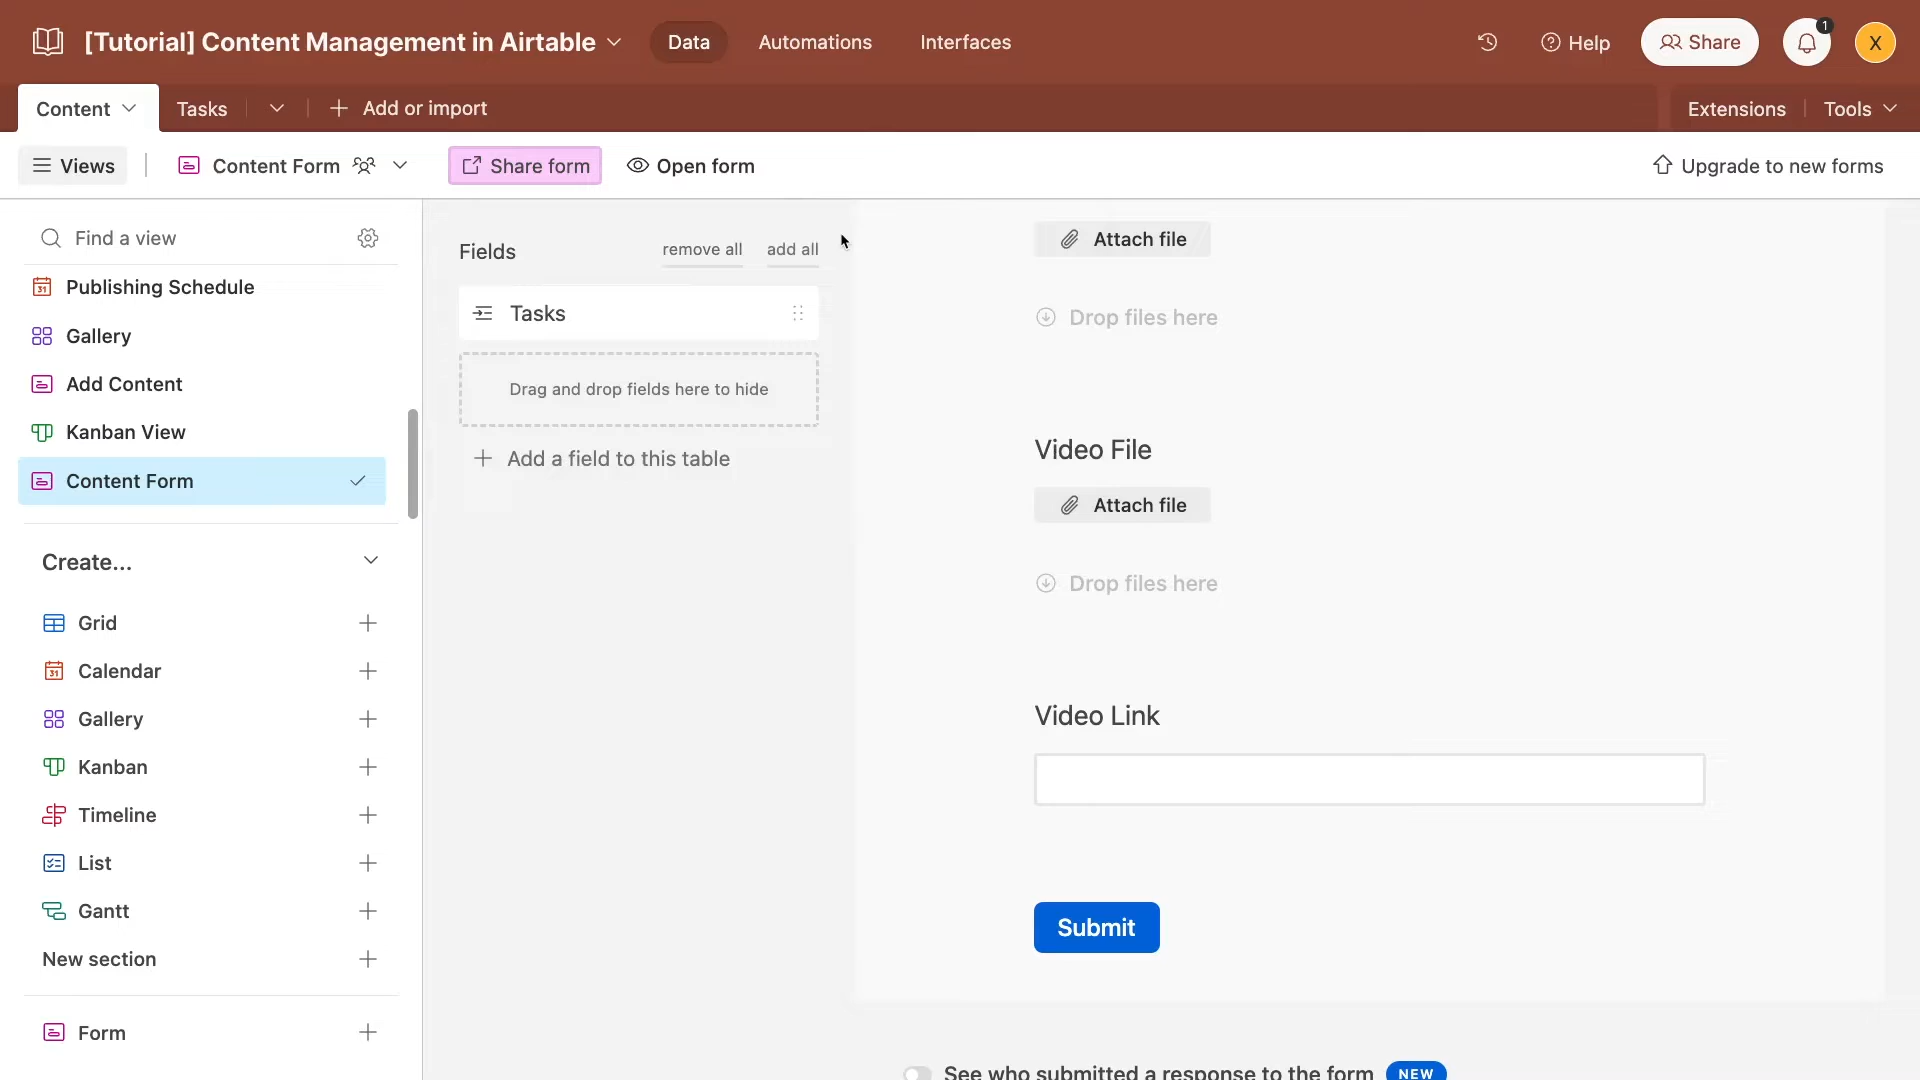 [Tutorial] Content Management in Airtable
Data
Automations
Interfaces
Help
Share
1
X
Content
Tasks
Add or import
Extensions
Tools
Views
Content Form
Share form
Open form
Upgrade to new forms
Find a view
31 Publishing Schedule
Gallery
Add Content
Kanban View
Content Form
Create...
Grid
31 Calendar
Gallery
Kanban
Timeline
List
Gantt
New section
Form
Fields
remove all
add all
Tasks
Drag and drop fields here to hide
Add a field to this table
Attach file
Drop files here
Video File
Attach file
Drop files here
Video Link
Submit
See who submitted a response to the form NEW